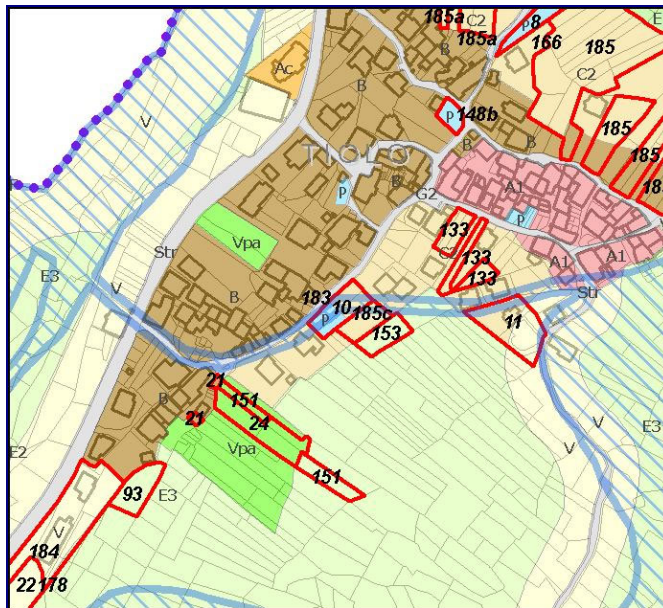 185a
C2
185a
P
8
166
185
E
B
C2
Ac
B
148b
P
B
185
V
B
TIOLO
185
B
A1
18
P
B
G2
P
Vpa
133
C2
Str
133
A1
A1
E3
133
V
183
10
Str
B
185c
P
153
11
21
151
B
21
24
V
E3
E2
Vpa
V
151
93
E3
V
184
22
178